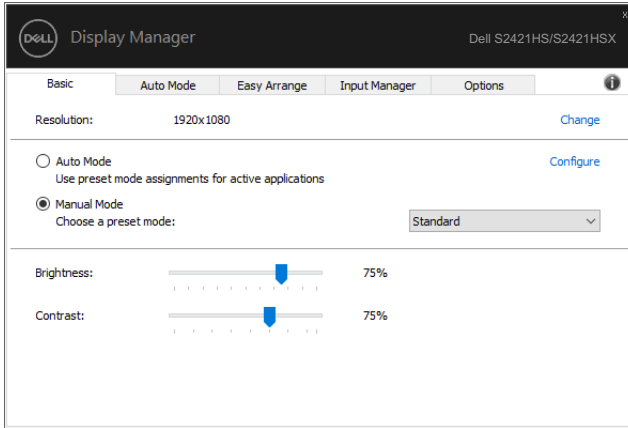 x
DELL Display Manager Dell S2421HS/S2421HSX
Basic Auto Mode Easy Arrange Input Manager Options i
Resolution: 1920x1080 Change
Auto Mode Configure
Use preset mode assignments for active applications
Manual Mode
Choose a preset mode: Standard
Brightness: 75%
Contrast: 75%